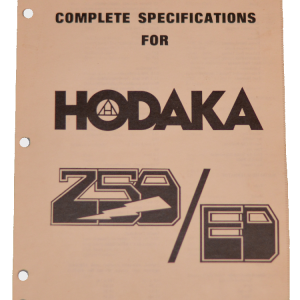 COMPLETE SPECIFICATIONS
FOR
HODAKA
250/ED